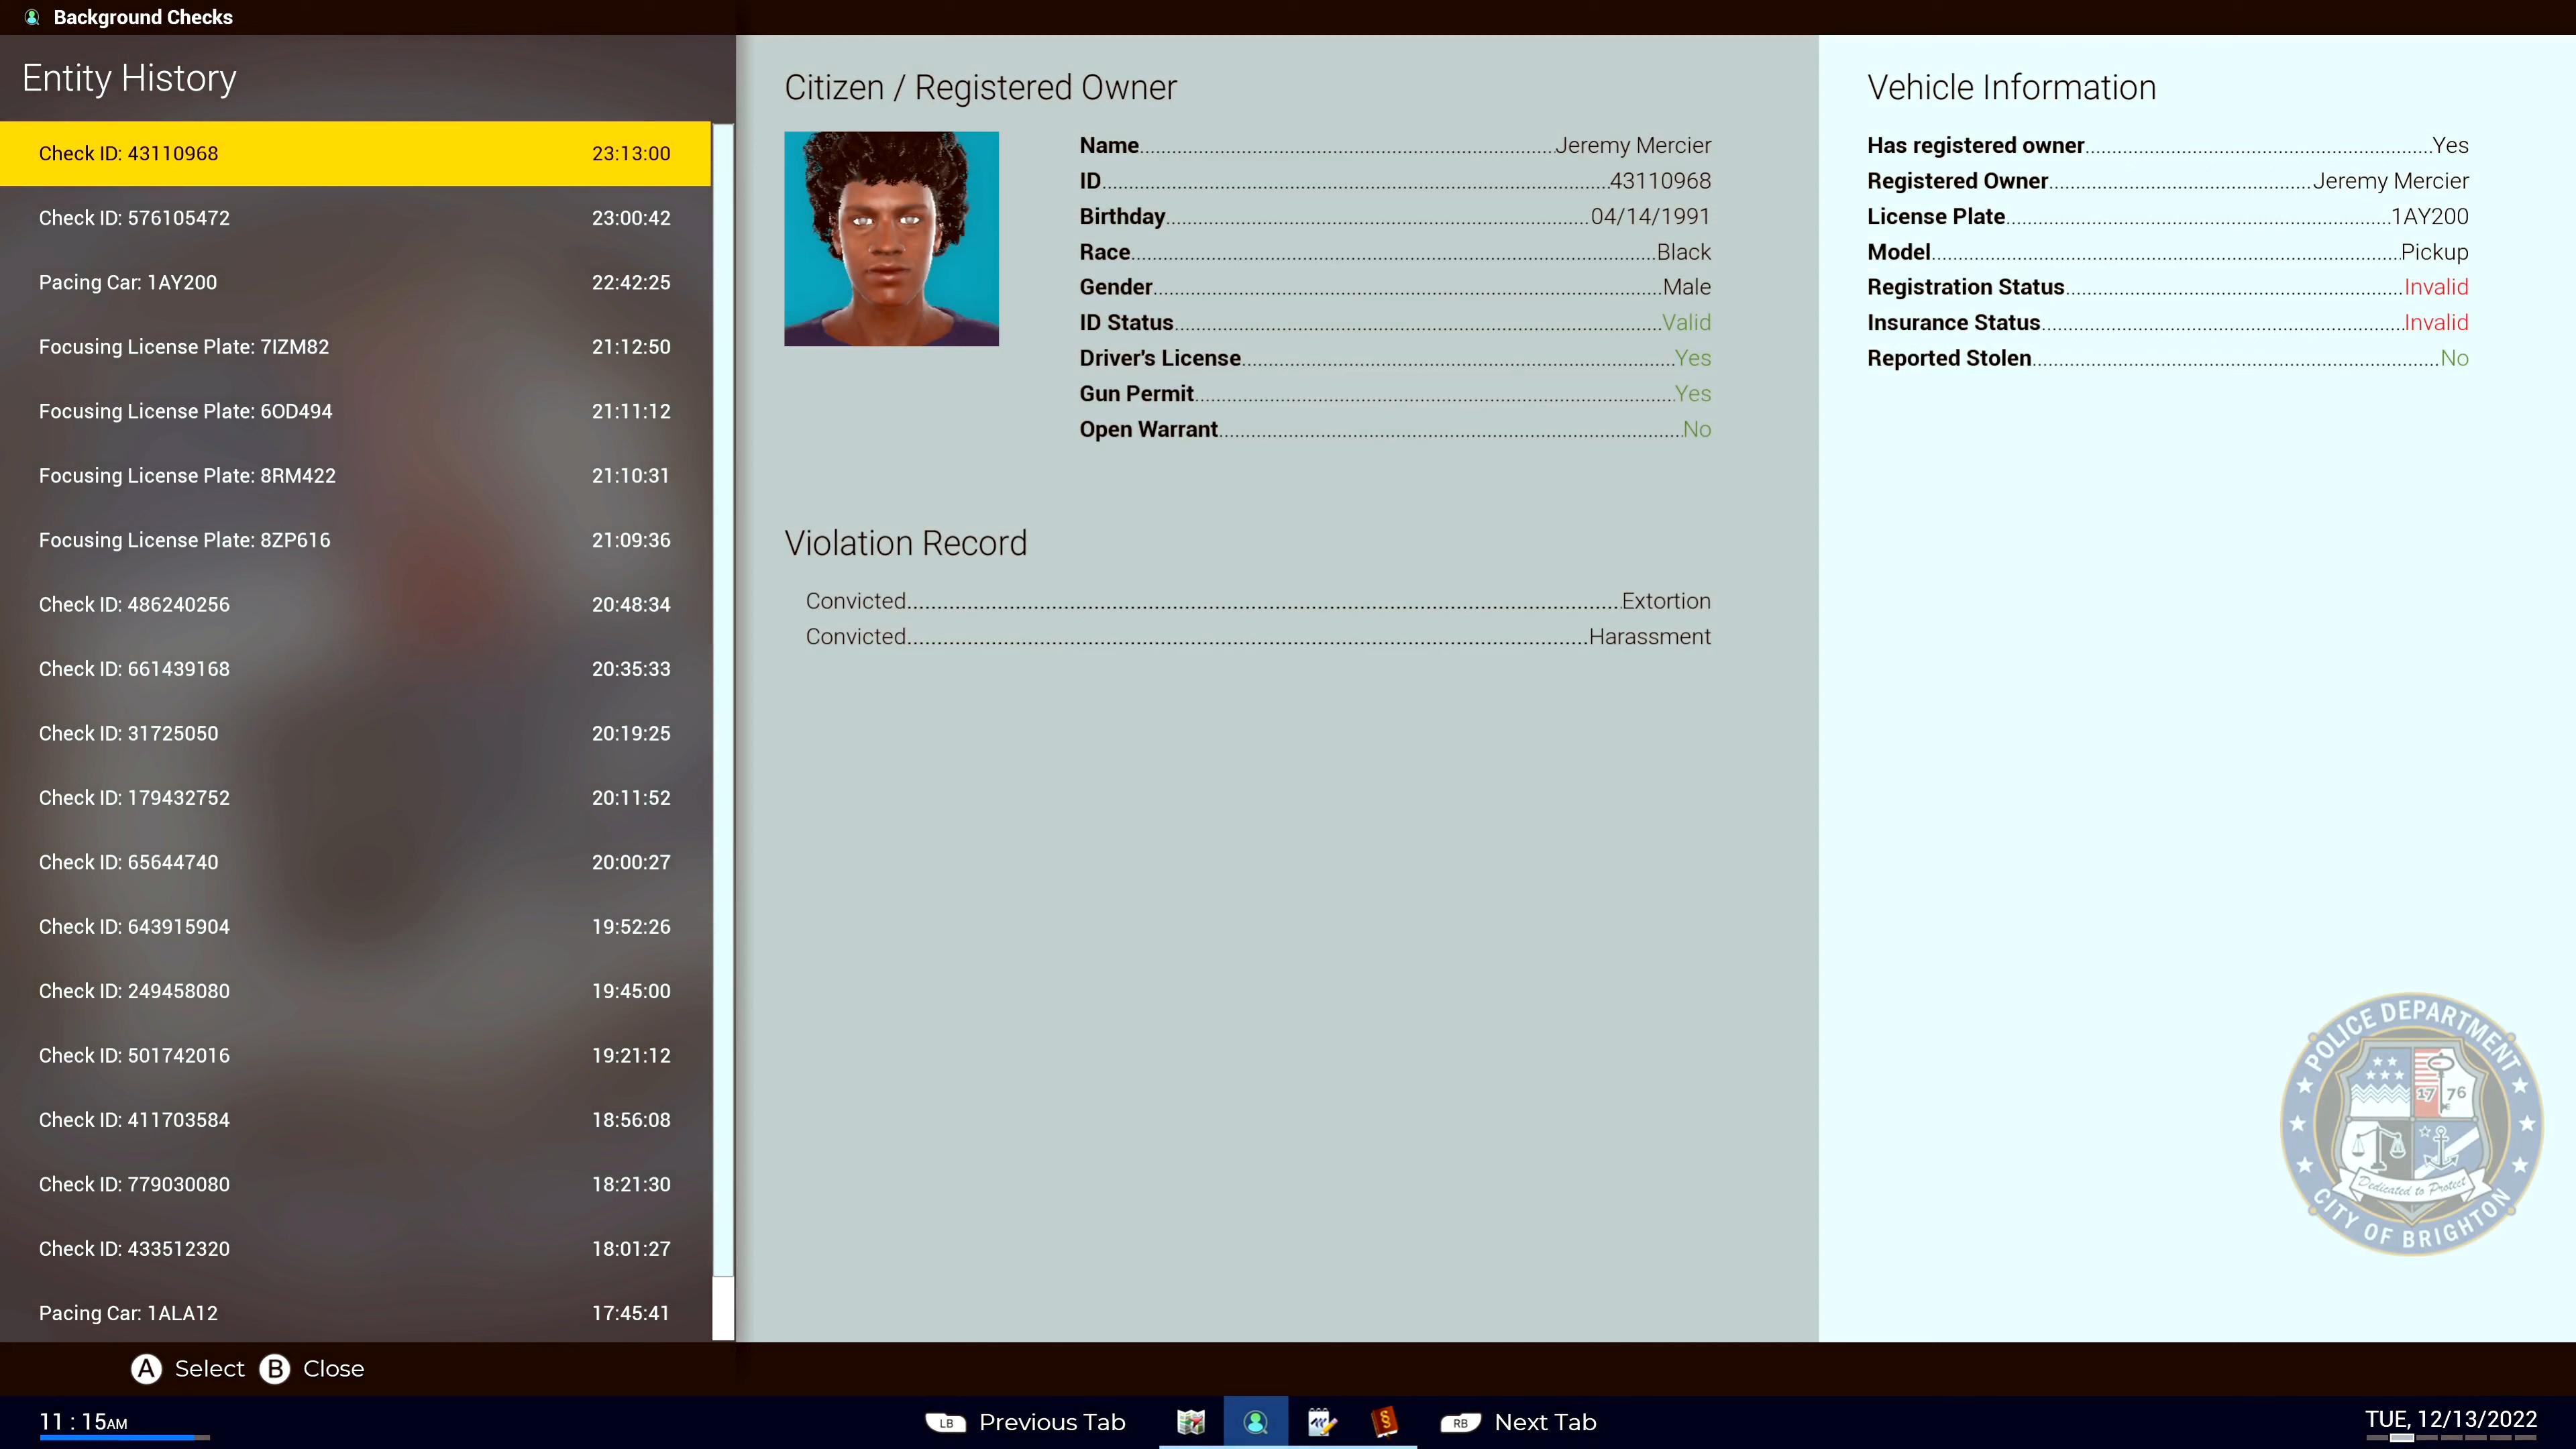 Background Checks
Entity History
Check ID: 43110968 23:13:00
Check ID: 576105472 23:00:42
Pacing Car: 1AY200 22:42:25
Focusing License Plate: 7IZM82 21:12:50
Focusing License Plate: 6OD494 21:11:12
Focusing License Plate: 8RM422 21:10:31
Focusing License Plate: 8ZP616 21:09:36
Check ID: 486240256 20:48:34
Check ID: 661439168 20:35:33
Check ID: 31725050 20:19:25
Check ID: 179432752 20:11:52
Check ID: 65644740 20:00:27
Check ID: 643915904 19:52:26
Check ID: 249458080 19:45:00
Check ID: 501742016 19:21:12
Check ID: 411703584 18:56:08
Check ID: 779030080 18:21:30
Check ID: 433512320 18:01:27
Pacing Car: 1ALA12 17:45:41
Citizen / Registered Owner
Name Jeremy Mercier
ID 43110968
Birthday 04/14/1991
Race Black
Gender Male
ID Status Valid
Driver's License Yes
Gun Permit Yes
Open Warrant No
Violation Record
Convicted Extortion
Convicted Harassment
Vehicle Information
Has registered owner Yes
Registered Owner Jeremy Mercier
License Plate 1AY200
Model Pickup
Registration Status Invalid
Insurance Status Invalid
Reported Stolen No
POLICE DEPARTMENT
17 76
Dedicated to Protect
CITY OF BRIGHTON
A Select B Close
11 : 15AM
LB Previous Tab
§
RB Next Tab
TUE, 12/13/2022